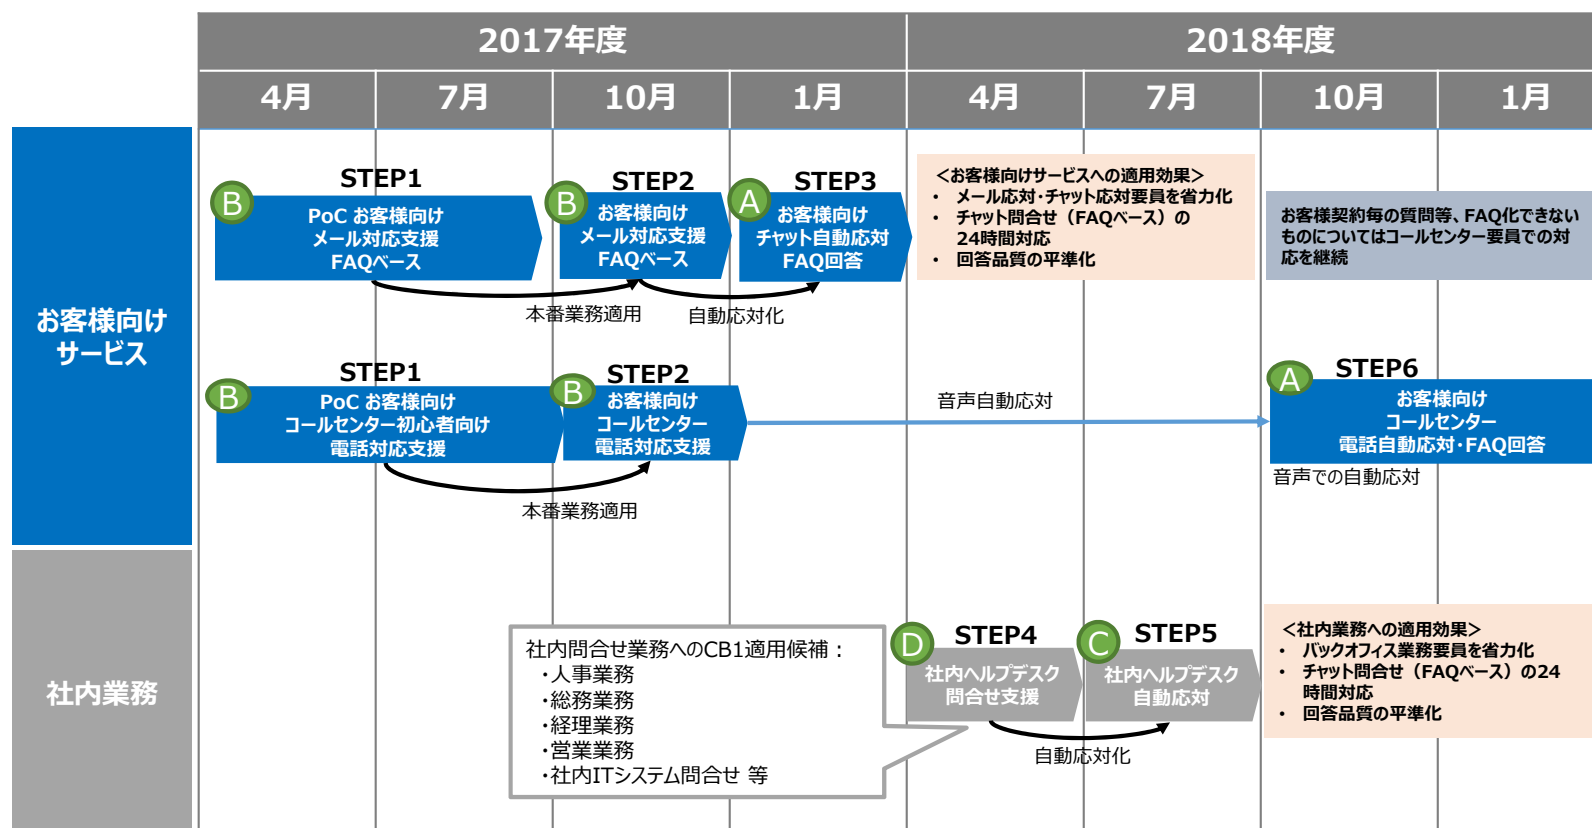 2017年度
2018年度
4月
7月
10月
1月
4月
7月
10月
1月
お客様向け
サービス
B
STEP1
PoC お客様向け
メール対応支援
FAQベース
B
STEP2
お客様向け
メール対応支援
FAQベース
A
STEP3
お客様向け
チャット自動応対
FAQ回答
本番業務適用
自動応対化
＜お客様向けサービスへの適用効果＞
• メール応対・チャット応対要員を省力化
• チャット問合せ（FAQベース）の
24時間対応
• 回答品質の平準化
お客様契約毎の質問等、FAQ化できない
ものについてはコールセンター要員での対
応を継続
B
STEP1
PoC お客様向け
コールセンター初心者向け
電話対応支援
B
STEP2
お客様向け
コールセンター
電話対応支援
本番業務適用
音声自動応対
A
STEP6
お客様向け
コールセンター
電話自動応対・FAQ回答
音声での自動応対
社内業務
社内問合せ業務へのCB1適用候補：
・人事業務
・総務業務
・経理業務
・営業業務
・社内ITシステム問合せ 等
D
STEP4
社内ヘルプデスク
問合せ支援
C
STEP5
社内ヘルプデスク
自動応対
自動応対化
＜社内業務への適用効果＞
• バックオフィス業務要員を省力化
• チャット問合せ（FAQベース）の24
時間対応
• 回答品質の平準化